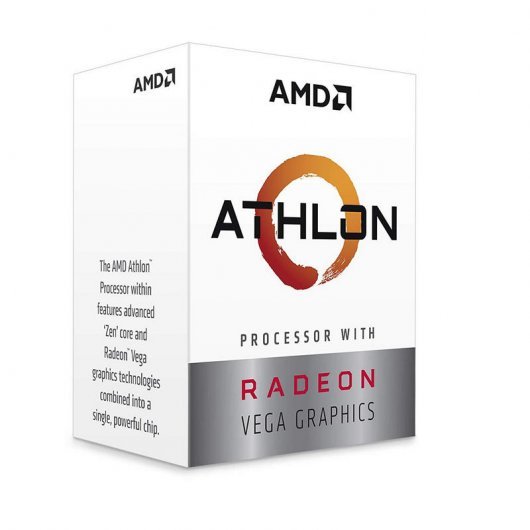 AMD
The AMD Athlon™
Processor within
features advanced
'Zen' core and
Radeon™ Vega
graphics technologies
combined into a
single, powerful chip.
AMD
ATHLON
PROCESSOR WITH
RADEON
VEGA GRAPHICS